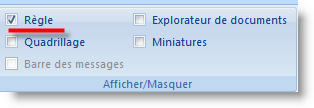 Règle Explorateur de documents
Quadrillage Miniatures
Barre des messages
Afficher/Masquer